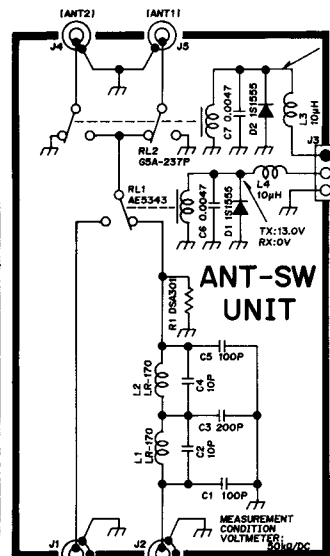 (ANT2)
(ANT1)
J4
J5
RL2
G5A-237P
C7 0.0047
D2 1S1555
L3
10μH
J3
RL1
AE5343
C6 0.0047
D1 1S1555
L4
10μH
TX:13.0V
RX:0V
ANT-SW
UNIT
R1 DSA301
C5 100P
L2
LR-170
C4
10P
C3 200P
L1
LR-170
C2
10P
C1 100P
MEASUREMENT
CONDITION
VOLTMETER:
50kΩ/DC
J1
J2